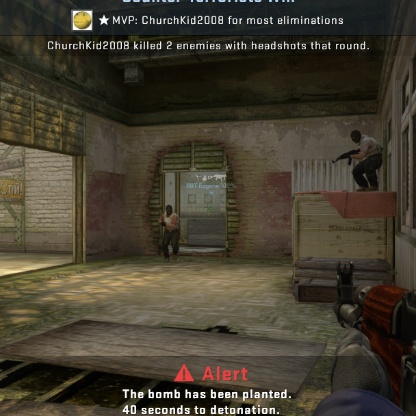 Counter-Terrorists Win
★ MVP: ChurchKid2008 for most eliminations
ChurchKid2008 killed 2 enemies with headshots that round.
Alert
The bomb has been planted.
40 seconds to detonation.